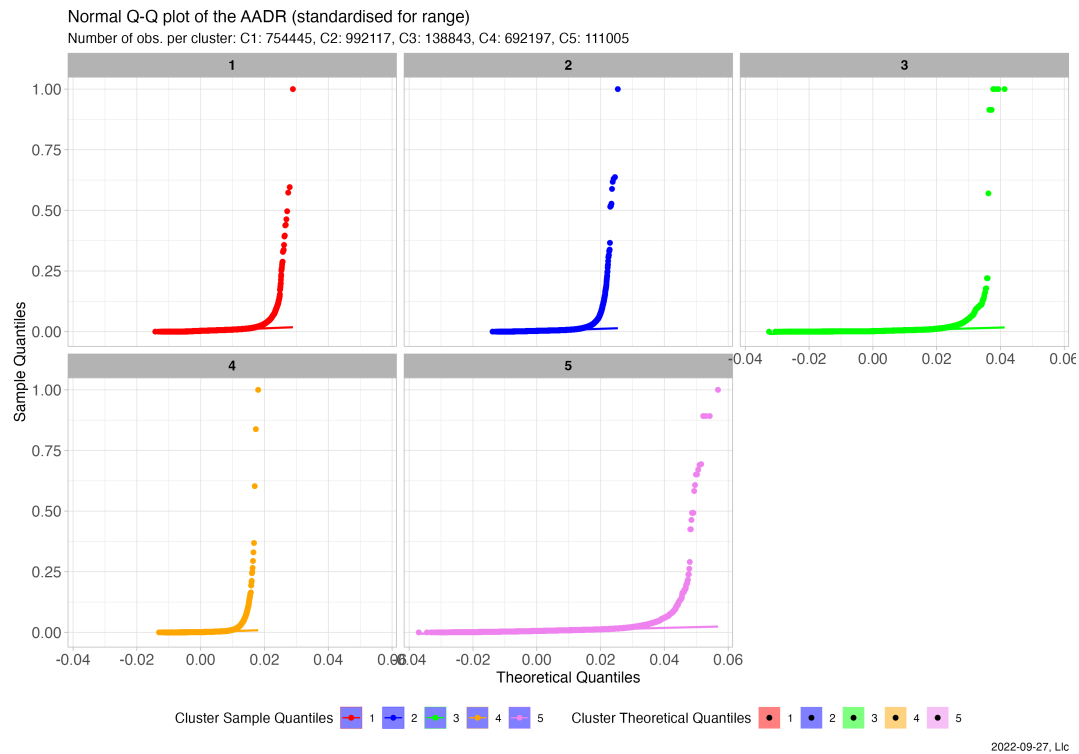 Normal Q-Q plot of the AADR (standardised for range)
Number of obs. per cluster: C1: 754445, C2: 992117, C3: 138843, C4: 692197, C5: 111005
1 2 3
1.00
0.75
0.50
0.25
0.00
-0.04 -0.02 0.00 0.02 0.04 0.06
4 5
1.00
0.75
0.50
0.25
0.00
-0.04 -0.02 0.00 0.02 0.04 0.06 -0.04 -0.02 0.00 0.02 0.04 0.06
Sample Quantiles
Theoretical Quantiles
Cluster Sample Quantiles 1 2 3 4 5 Cluster Theoretical Quantiles 1 2 3 4 5
2022-09-27, Llc